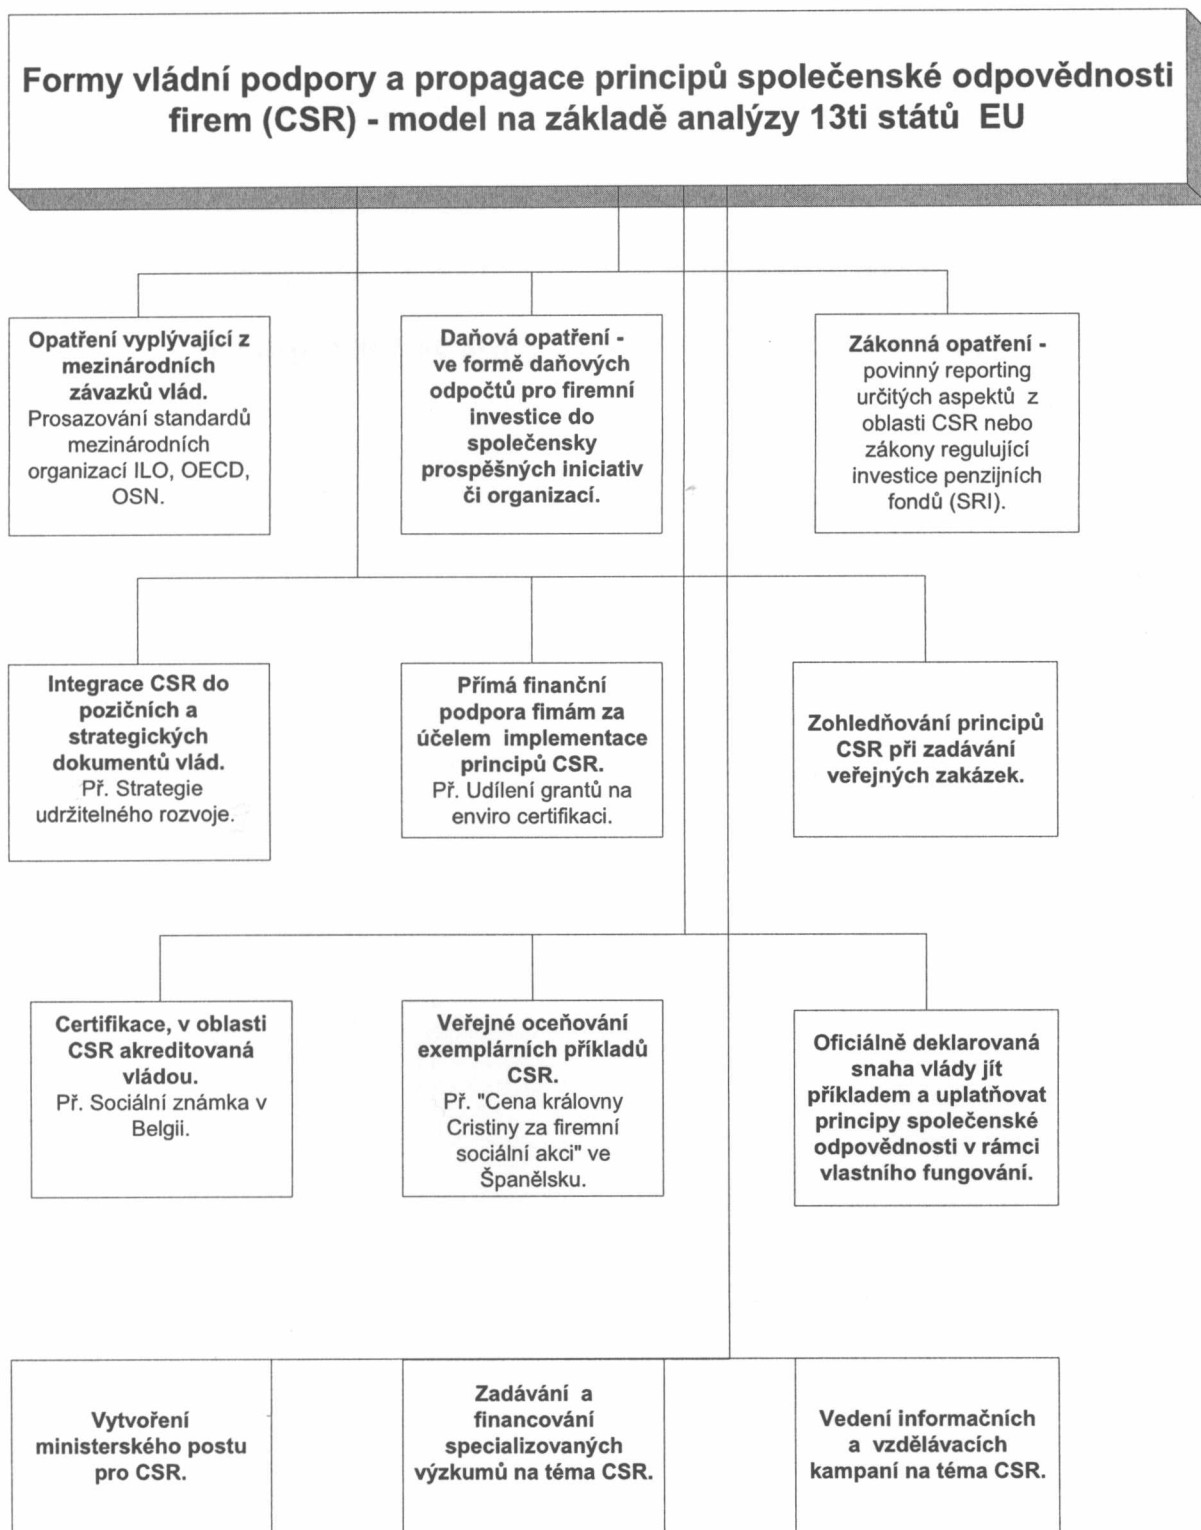 Formy vládní podpory a propagace principů společenské odpovědnosti
firem (CSR) - model na základě analýzy 13ti států EU
Opatření vyplývající z
mezinárodních
závazků vlád.
Prosazování standardů
mezinárodních
organizací ILO, OECD,
OSN.
Daňová opatření -
ve formě daňových
odpočtů pro firemní
investice do
společensky
prospěšných iniciativ
či organizací.
Zákonná opatření -
povinný reporting
určitých aspektů z
oblasti CSR nebo
zákony regulující
investice penzijních
fondů (SRI).
Integrace CSR do
pozičních a
strategických
dokumentů vlád.
Př. Strategie
udržitelného rozvoje.
Přímá finanční
podpora fimám za
účelem implementace
principů CSR.
Př. Udílení grantů na
enviro certifikaci.
Zohledňování principů
CSR při zadávání
veřejných zakázek.
Certifikace, v oblasti
CSR akreditovaná
vládou.
Př. Sociální známka v
Belgii.
Veřejné oceňování
exemplárních příkladů
CSR.
Př. "Cena královny
Cristiny za firemní
sociální akci" ve
Španělsku.
Oficiálně deklarovaná
snaha vlády jít
příkladem a uplatňovat
principy společenské
odpovědnosti v rámci
vlastního fungování.
Vytvoření
ministerského postu
pro CSR.
Zadávání a
financování
specializovaných
výzkumů na téma CSR.
Vedení informačních
a vzdělávacích
kampaní na téma CSR.